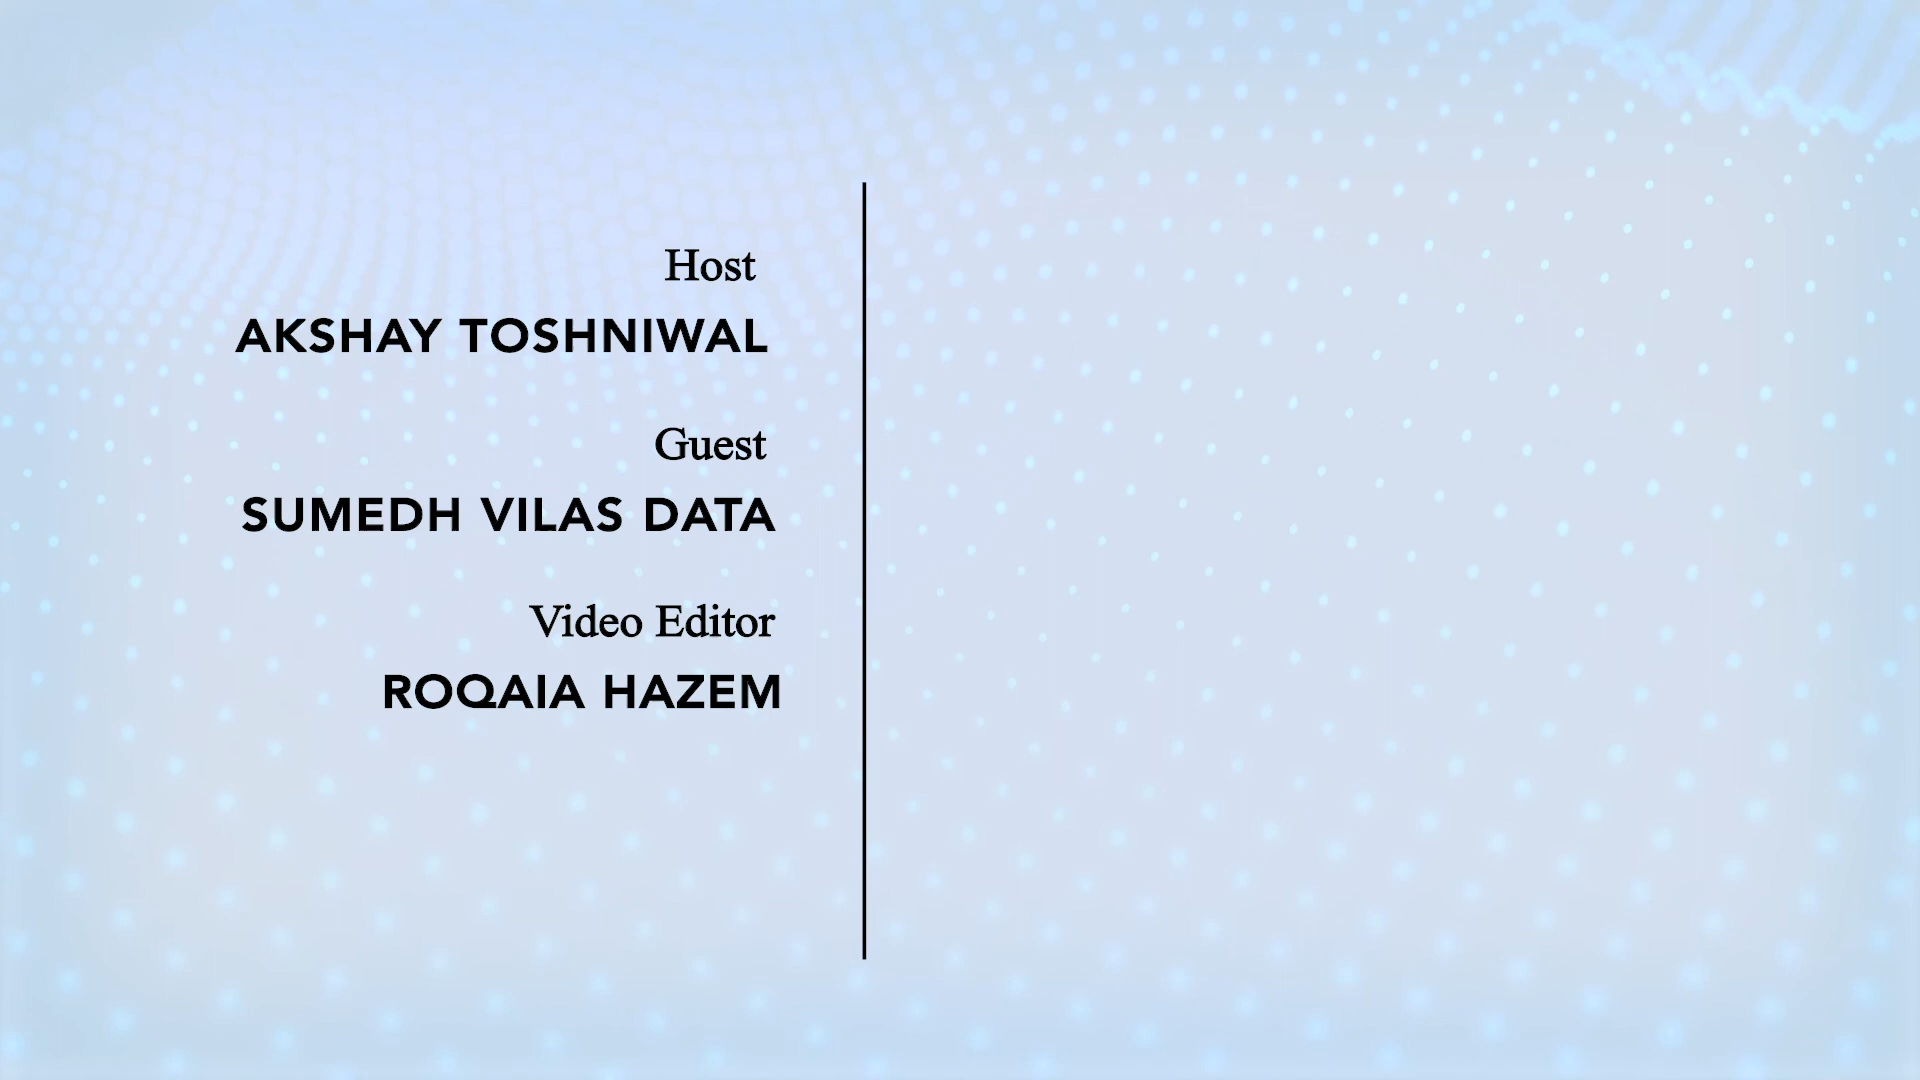 Host
AKSHAY TOSHNIWAL
Guest
SUMEDH VILAS DATA
Video Editor
ROQAIA HAZEM